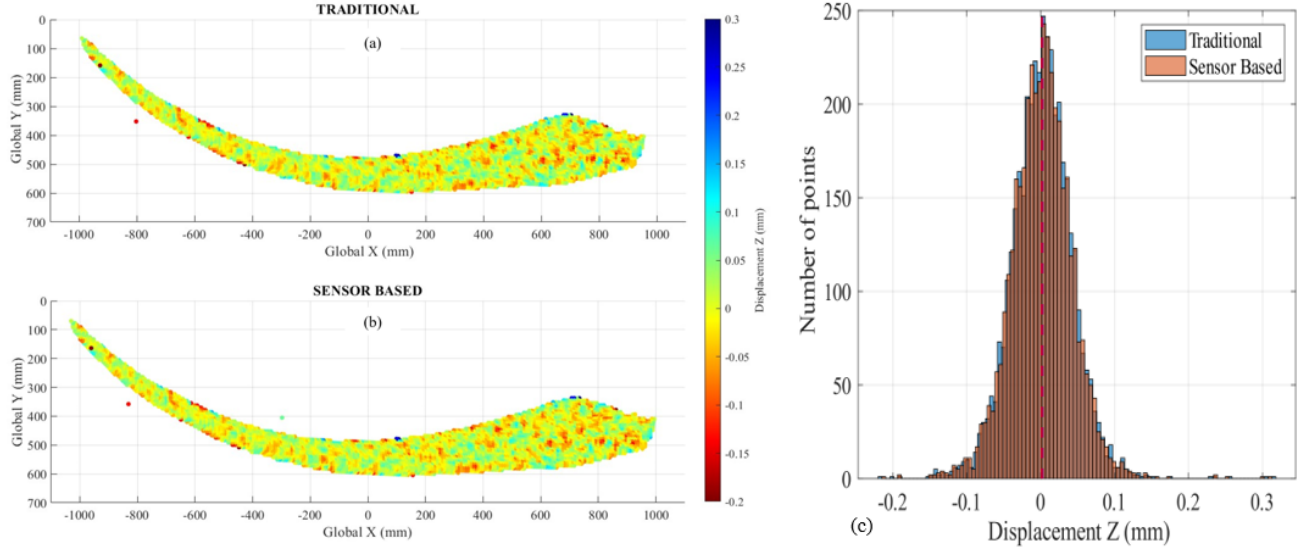 TRADITIONAL
(a)
0
100
200
300
400
500
600
700
Global Y (mm)
-1000 -800 -600 -400 -200 0 200 400 600 800 1000
Global X (mm)
SENSOR BASED
(b)
0
100
200
300
400
500
600
700
Global Y (mm)
-1000 -800 -600 -400 -200 0 200 400 600 800 1000
Global X (mm)
0.3
0.25
0.2
0.15
0.1
0.05
0
-0.05
-0.1
-0.15
-0.2
Displacement Z (mm)
250
200
150
100
50
0
Number of points
Traditional
Sensor Based
-0.2 -0.1 0 0.1 0.2 0.3
(c)
Displacement Z (mm)